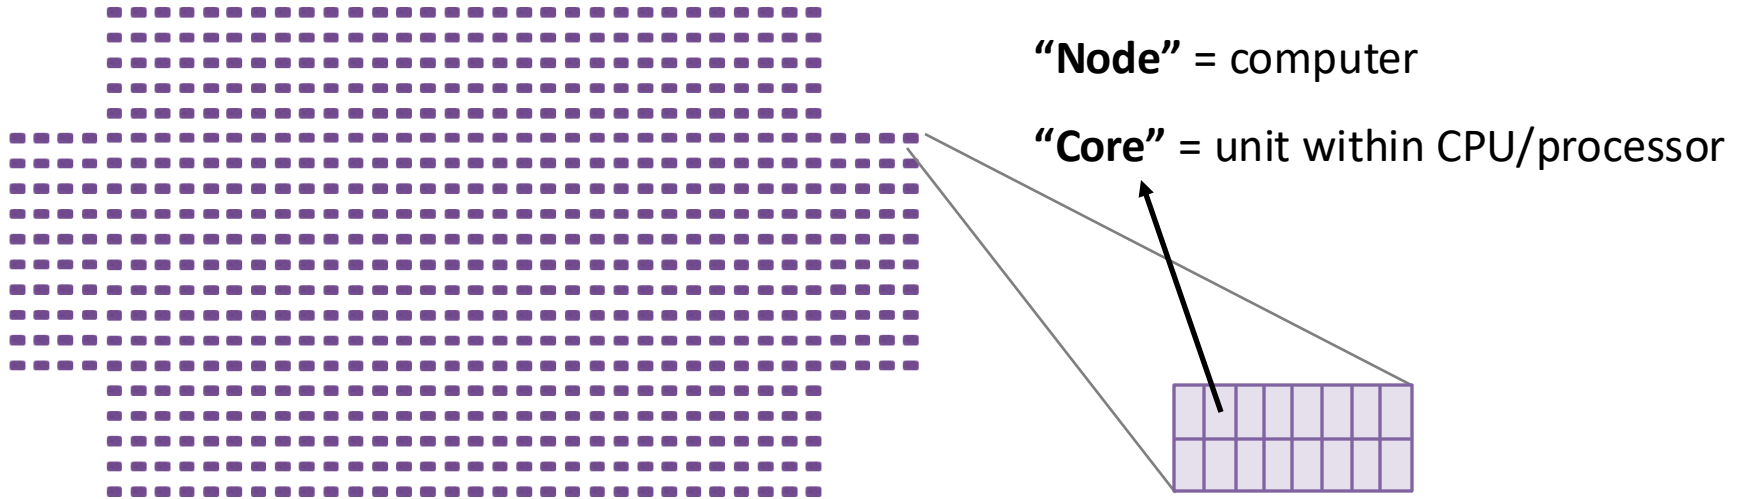 “Node” = computer
“Core” = unit within CPU/processor